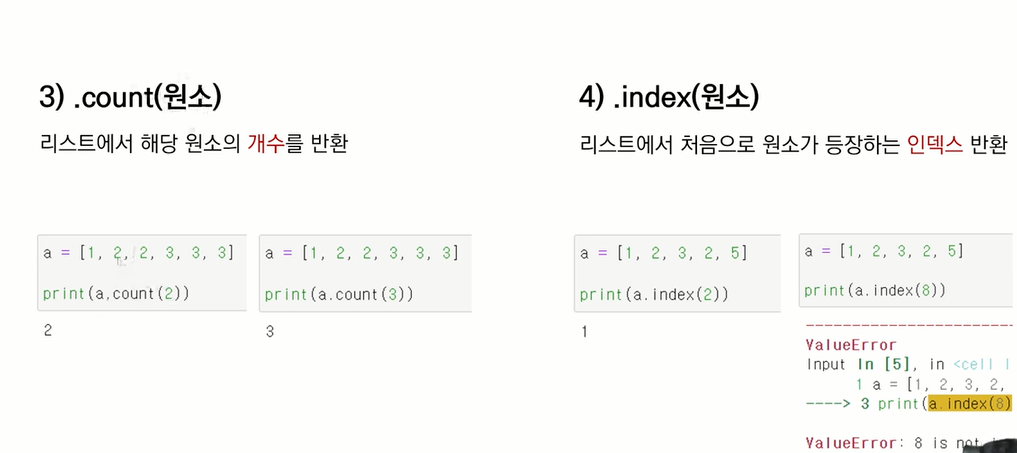 3) .count(원소)
리스트에서 해당 원소의 개수를 반환
a = [1, 2, 2, 3, 3, 3]
print(a.count(2))
2
a = [1, 2, 2, 3, 3, 3]
print(a.count(3))
3
4) .index(원소)
리스트에서 처음으로 원소가 등장하는 인덱스 반환
a = [1, 2, 3, 2, 5]
print(a.index(2))
1
a = [1, 2, 3, 2, 5]
print(a.index(8))
-----------------------
ValueError
Input In [5], in <cell l
1 a = [1, 2, 3, 2,
----> 3 print(a.index(8)
ValueError: 8 is not